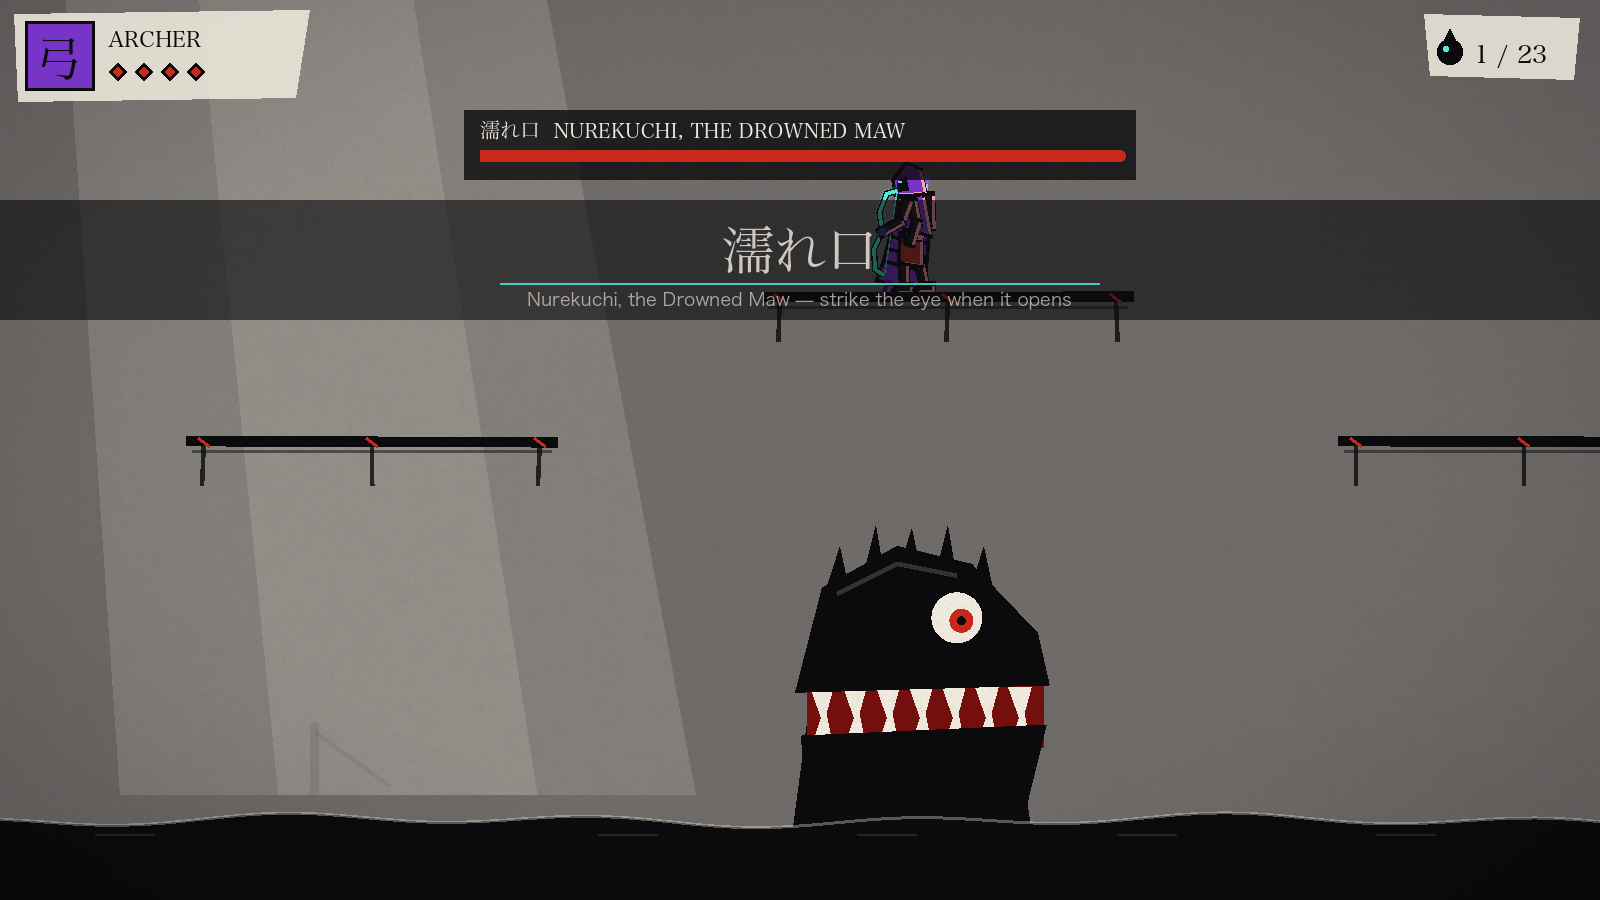 弓
ARCHER
1 / 23
濡れ口 NUREKUCHI, THE DROWNED MAW
濡れ口
Nurekuchi, the Drowned Maw — strike the eye when it opens